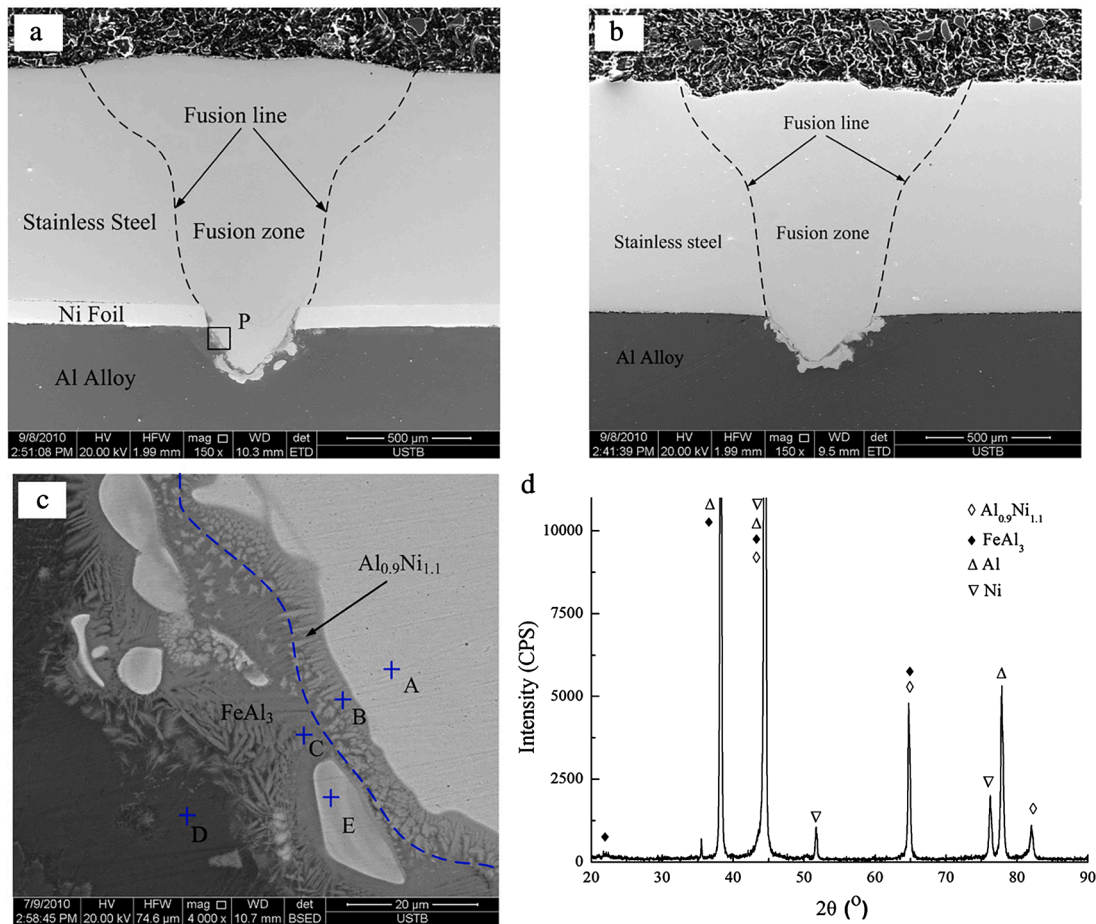 a
Fusion line
Stainless Steel
Fusion zone
Ni Foil
P
Al Alloy
9/8/2010 HV HFW mag □ WD det 500 μm
2:51:08 PM 20.00 kV 1.99 mm 150 x 10.3 mm ETD USTB
b
Fusion line
Stainless steel
Fusion zone
Al Alloy
9/8/2010 HV HFW mag □ WD det 500 μm
2:41:39 PM 20.00 kV 1.99 mm 150 x 9.5 mm ETD USTB
c
Al0.9Ni1.1
A
B
FeAl3
C
E
D
7/9/2010 HV HFW mag □ WD det 20 μm
2:58:45 PM 20.00 kV 74.6 μm 4 000 x 10.7 mm BSED USTB
d
Al0.9Ni1.1
FeAl3
Al
Ni
Intensity (CPS)
10000
7500
5000
2500
0
20 30 40 50 60 70 80 90
2θ (O)